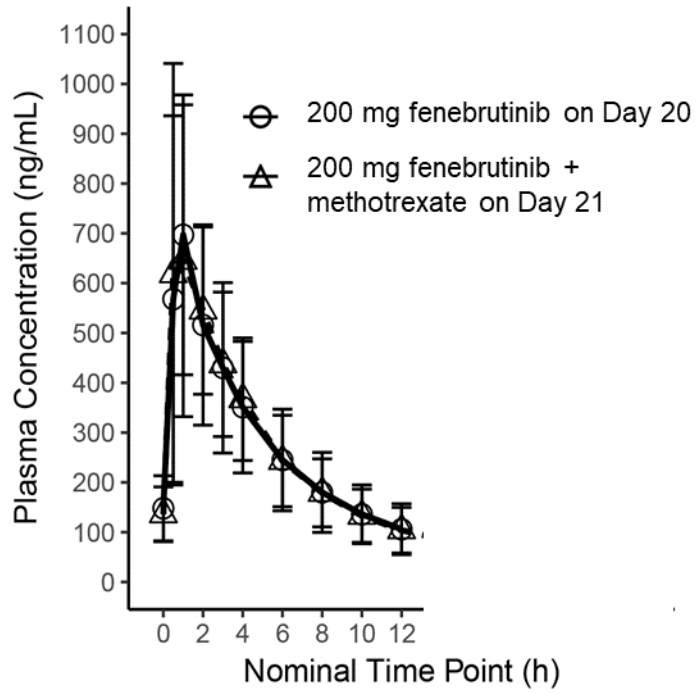 1100
1000
900
800
700
600
500
400
300
200
100
0
Plasma Concentration (ng/mL)
200 mg fenebrutinib on Day 20
200 mg fenebrutinib +
methotrexate on Day 21
0 2 4 6 8 10 12
Nominal Time Point (h)